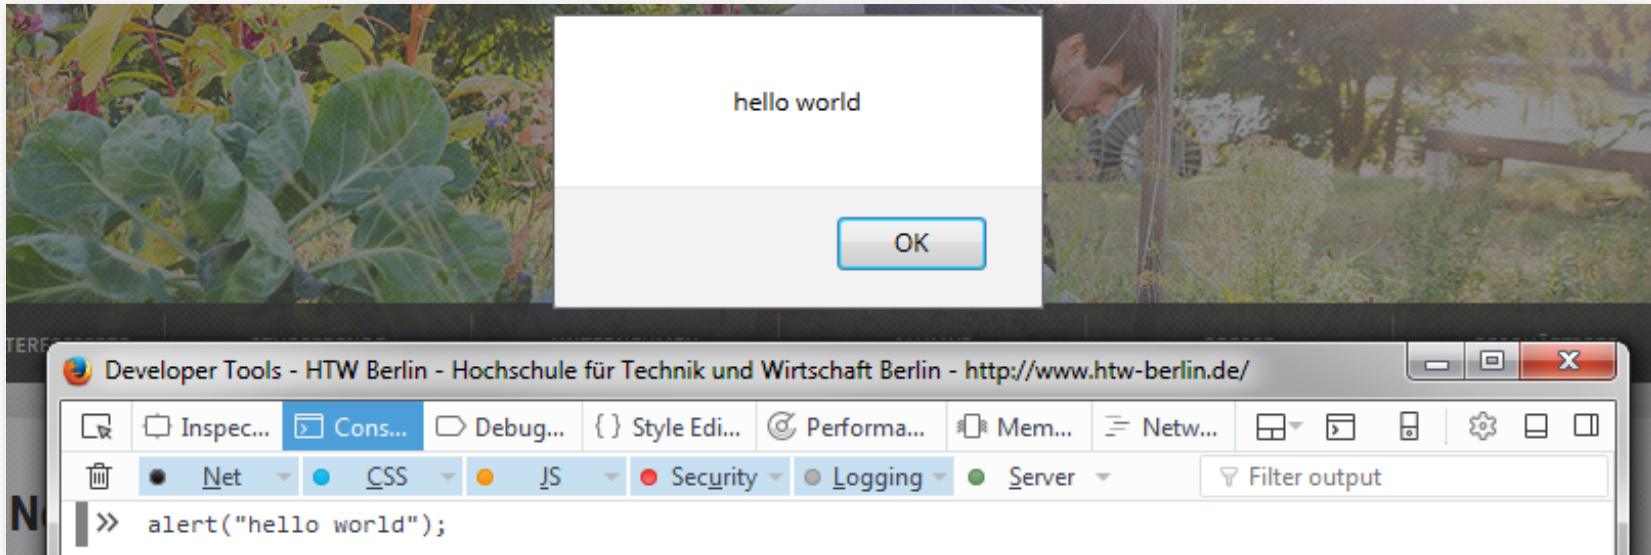 hello world
OK
Developer Tools - HTW Berlin - Hochschule für Technik und Wirtschaft Berlin - http://www.htw-berlin.de/
Inspec... Cons... Debug... { } Style Edi... Performa... Mem... Netw...
Net CSS JS Security Logging Server Filter output
>> alert("hello world");